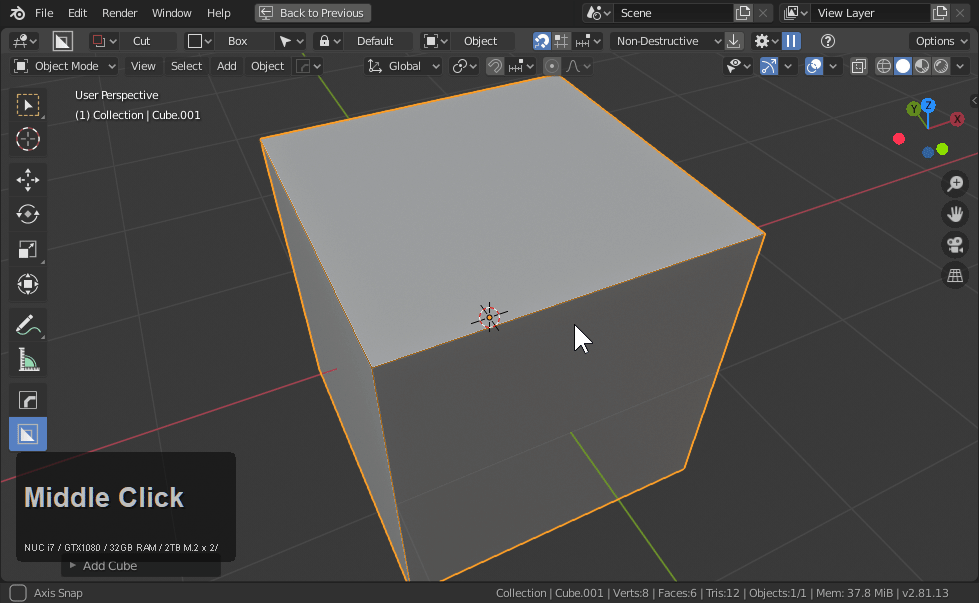 File Edit Render Window Help Back to Previous Scene View Layer
Cut Box Default Object Non-Destructive Options
Object Mode View Select Add Object Global
User Perspective
(1) Collection | Cube.001
Y Z X
Middle Click
NUC i7 / GTX1080 / 32GB RAM / 2TB M.2 x 2/
Add Cube
Axis Snap Collection | Cube.001 | Verts:8 | Faces:6 | Tris:12 | Objects:1/1 | Mem: 37.8 MiB | v2.81.13